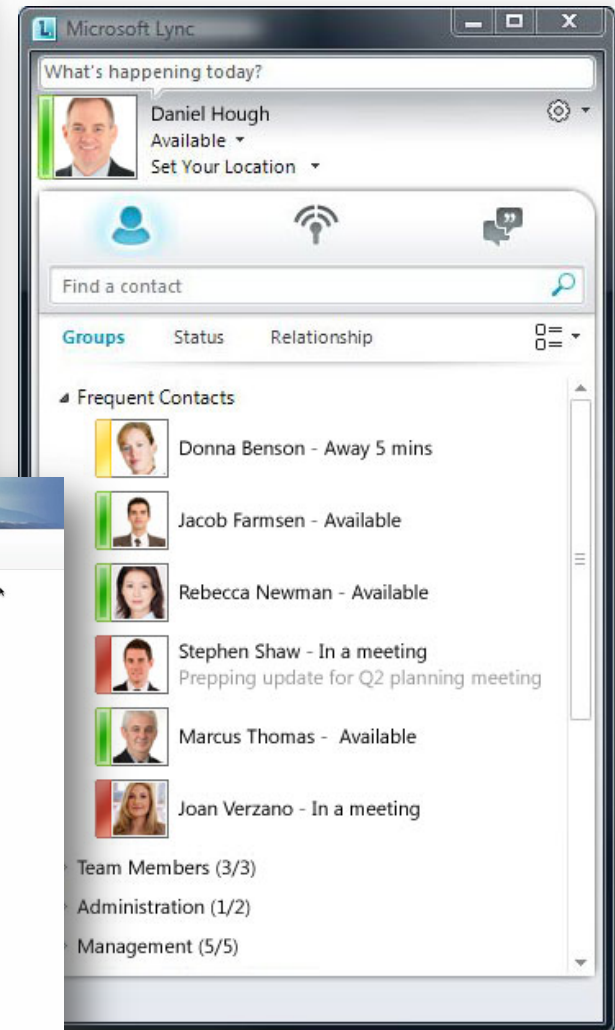 Microsoft Lync
What's happening today?
Daniel Hough
Available
Set Your Location
Find a contact
Groups Status Relationship
Frequent Contacts
Donna Benson - Away 5 mins
Jacob Farmsen - Available
Rebecca Newman - Available
Stephen Shaw - In a meeting
Prepping update for Q2 planning meeting
Marcus Thomas - Available
Joan Verzano - In a meeting
Team Members (3/3)
Administration (1/2)
Management (5/5)